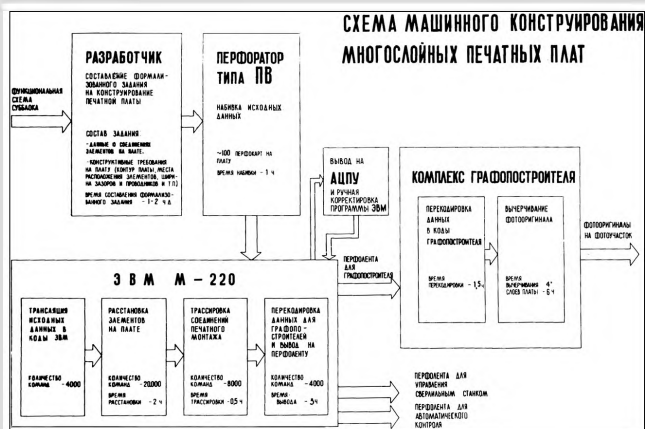 СХЕМА МАШИННОГО КОНСТРУИРОВАНИЯ
МНОГОСЛОЙНЫХ ПЕЧАТНЫХ ПЛАТ
ФУНКЦИОНАЛЬНАЯ
СХЕМА
СУББЛОКА
РАЗРАБОТЧИК
СОСТАВЛЕНИЕ ФОРМАЛИ-
ЗОВАННОГО ЗАДАНИЯ
НА КОНСТРУИРОВАНИЕ
ПЕЧАТНОЙ ПЛАТЫ
СОСТАВ ЗАДАНИЯ
- ДАННЫЕ О СОЕДИНЕНИЯХ
ЭЛЕМЕНТОВ НА ПЛАТЕ.
- КОНСТРУКТИВНЫЕ ТРЕБОВАНИЯ
НА ПЛАТУ (КОНТУР ПЛАТЫ, МЕСТА
РАСПОЛОЖЕНИЯ ЭЛЕМЕНТОВ, ШИРИ-
НА ЗАЗОРОВ И ПРОВОДНИКОВ И ТП)
ВРЕМЯ СОСТАВЛЕНИЯ ФОРМАЛИЗО-
ВАННОГО ЗАДАНИЯ - 1-2 ч д
ПЕРФОРАТОР
ТИПА ПВ
НАБИВКА ИСХОДНЫХ
ДАННЫХ
~100 ПЕРФОКАРТ НА
ПЛАТУ
ВРЕМЯ НАБИВКИ - 1 ч
ВЫВОД НА
АЦПУ
И РУЧНАЯ
КОРРЕКТИРОВКА
ПРОГРАММЫ ЭВМ
ПЕРФОЛЕНТА
ДЛЯ
ГРАФОПОСТРОИТЕЛЯ
КОМПЛЕКС ГРАФОПОСТРОИТЕЛЯ
ПЕРЕКОДИРОВКА
ДАННЫХ
В КОДЫ
ГРАФОПОСТРОИТЕЛЯ
ВРЕМЯ
ПЕРЕКОДИРОВКИ - 1,5 ч
ВЫЧЕРЧИВАНИЕ
ФОТООРИГИНАЛА
ВРЕМЯ
ВЫЧЕРЧИВАНИЯ 4х
СЛОЕВ ПЛАТЫ - 6 ч
ФОТООРИГИНАЛЫ
НА ФОТОУЧАСТОК
ЭВМ М-220
ТРАНСЛЯЦИЯ
ИСХОДНЫХ
ДАННЫХ В
КОДЫ ЭВМ
КОЛИЧЕСТВО
КОМАНД - 4000
РАССТАНОВКА
ЭЛЕМЕНТОВ
НА ПЛАТЕ
КОЛИЧЕСТВО
КОМАНД - 20000
ВРЕМЯ
РАССТАНОВКИ - 2 ч
ТРАССИРОВКА
СОЕДИНЕНИЙ
ПЕЧАТНОГО
МОНТАЖА
КОЛИЧЕСТВО
КОМАНД - 8000
ВРЕМЯ
ТРАССИРОВКИ - 0,5 ч
ПЕРЕКОДИРОВКА
ДАННЫХ ДЛЯ
ГРАФОПО-
СТРОИТЕЛЕЙ
И ВЫВОД НА
ПЕРФОЛЕНТУ
КОЛИЧЕСТВО
КОМАНД - 4000
ВРЕМЯ
ВЫВОДА - 3ч
ПЕРФОЛЕНТА ДЛЯ
УПРАВЛЕНИЯ
СВЕРЛИЛЬНЫМ СТАНКОМ
ПЕРФОЛЕНТА ДЛЯ
АВТОМАТИЧЕСКОГО
КОНТРОЛЯ